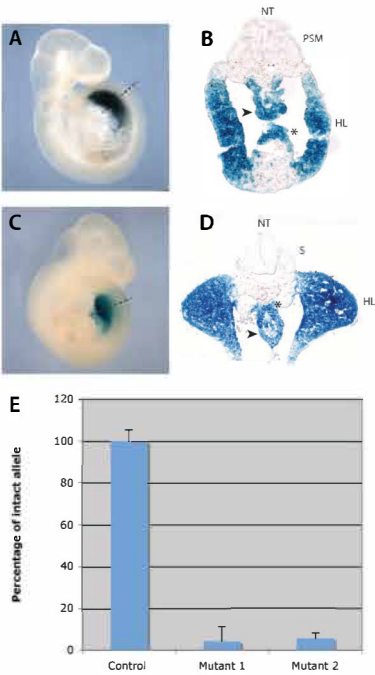 A
B
NT
PSM
HL
*
C
D
NT
S
*
HL
E
Percentage of intact allele
120
100
80
60
40
20
0
Control
Mutant 1
Mutant 2